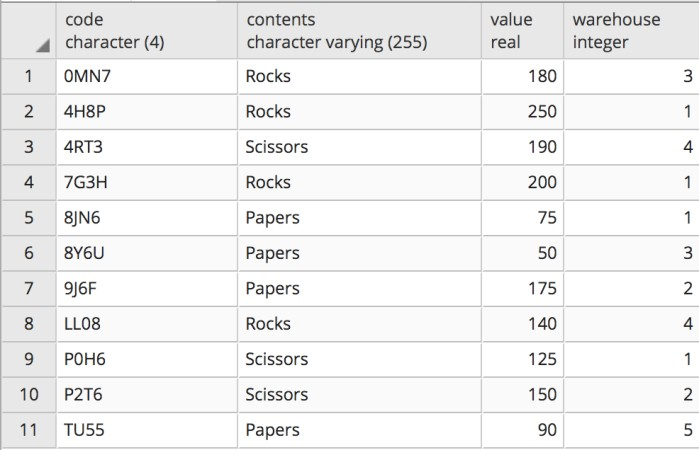 code contents value warehouse
character (4) character varying (255) real integer
1 0MN7 Rocks 180 3
2 4H8P Rocks 250 1
3 4RT3 Scissors 190 4
4 7G3H Rocks 200 1
5 8JN6 Papers 75 1
6 8Y6U Papers 50 3
7 9J6F Papers 175 2
8 LL08 Rocks 140 4
9 P0H6 Scissors 125 1
10 P2T6 Scissors 150 2
11 TU55 Papers 90 5